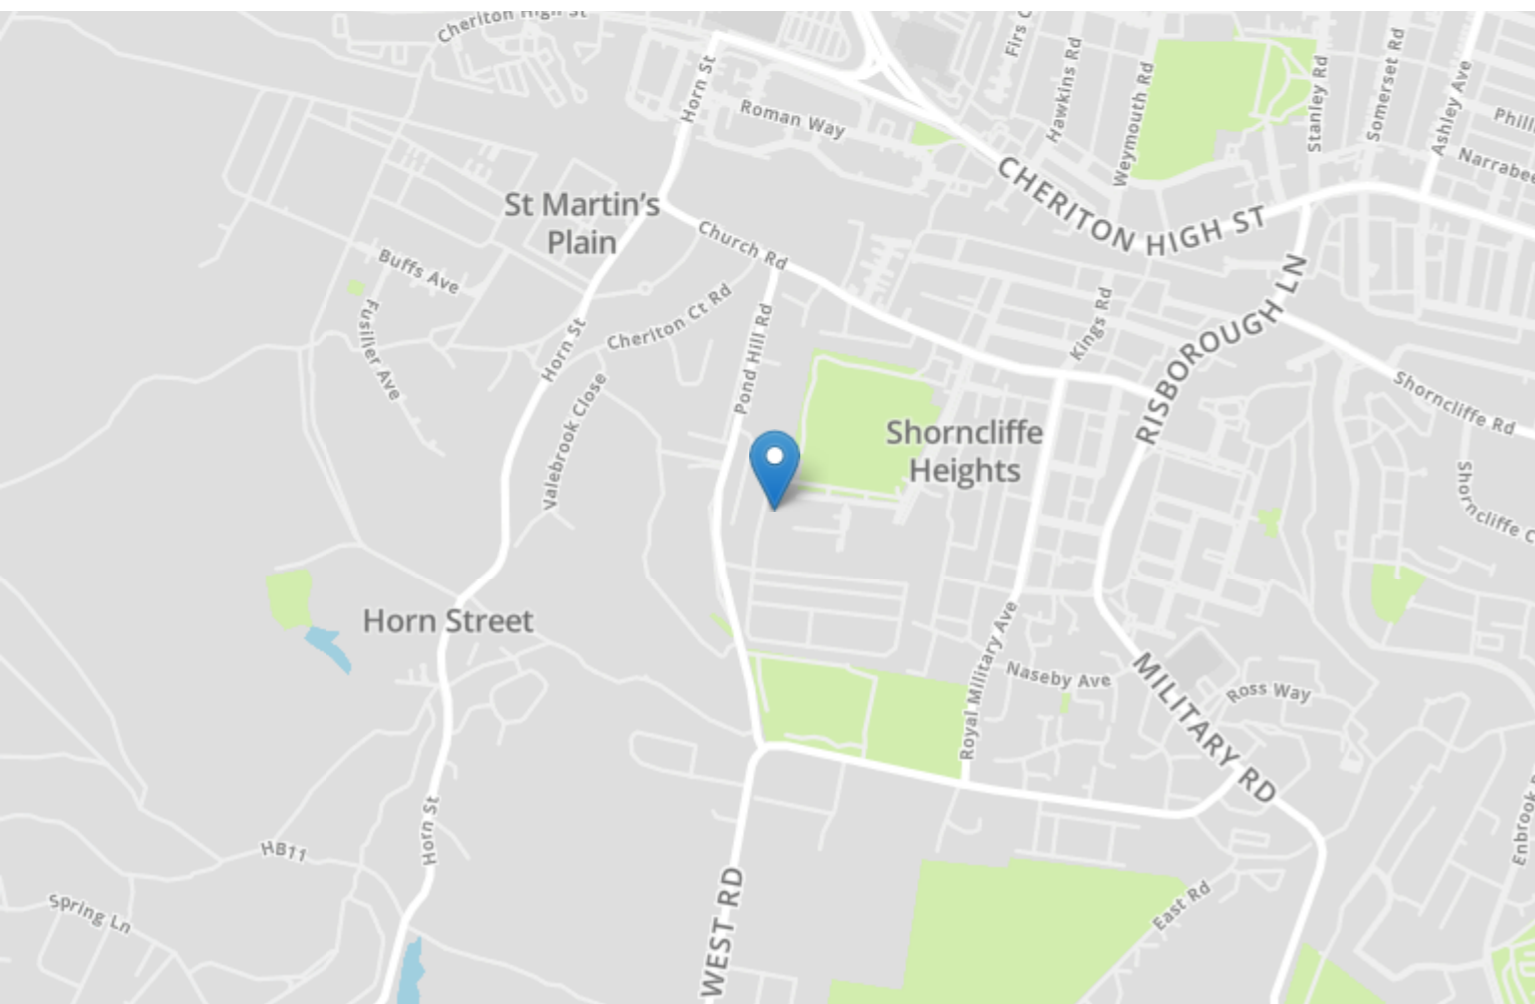 Cheriton High St
Firs C
Hawkins Rd
Weymouth Rd
Stanley Rd
Somerset Rd
Ashley Ave
Phill
Narrabee
Horn St
Roman Way
CHERITON HIGH ST
St Martin's
Plain
Church Rd
Buffs Ave
Fusilier Ave
Cheriton Ct Rd
Pond Hill Rd
Kings Rd
RISBOROUGH LN
Horn St
Valebrook Close
Shorncliffe
Heights
Shorncliffe Rd
Shorncliffe C
Horn Street
Royal Military Ave
Naseby Ave
MILITARY RD
Ross Way
Horn St
HB11
Spring Ln
WEST RD
East Rd
Enbrook R